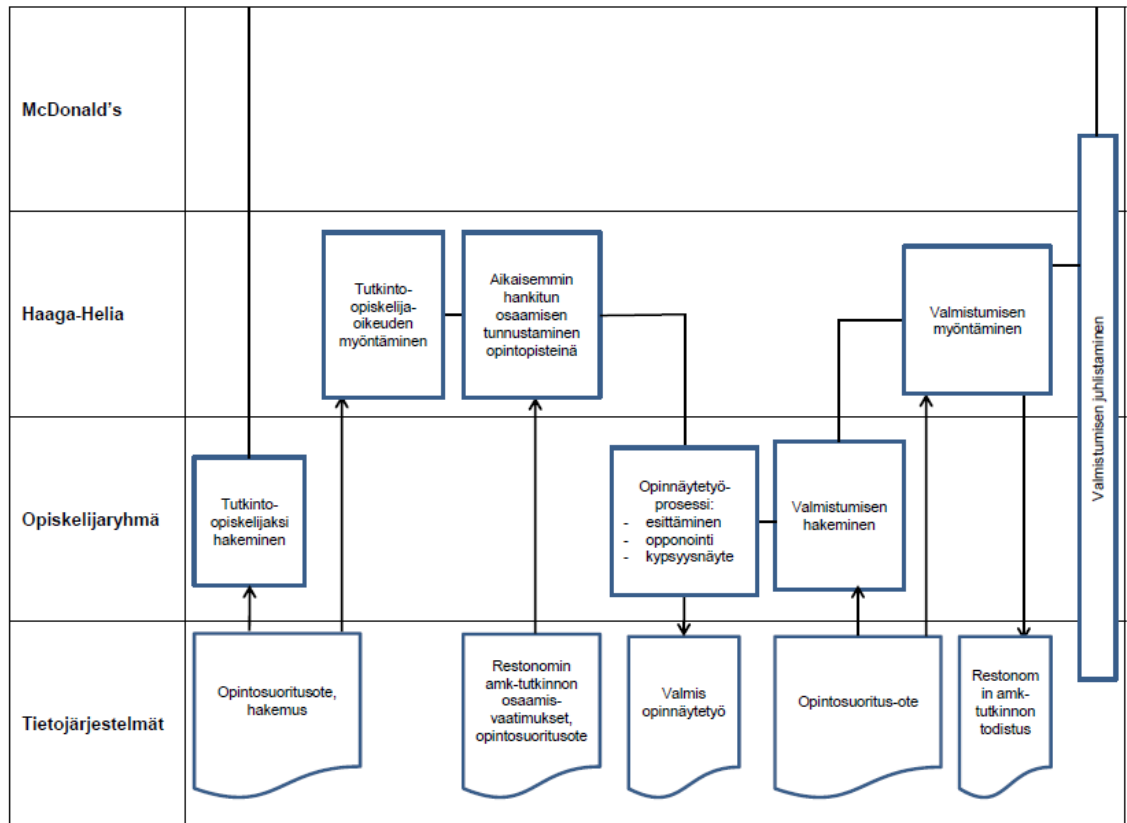 McDonald's
Haaga-Helia
Tutkinto-
opiskelija-
oikeuden
myöntäminen
Aikaisemmin
hankitun
osaamisen
tunnustaminen
opintopisteinä
Valmistumisen
myöntäminen
Valmistumisen juhlistaminen
Opiskelijaryhmä
Tutkinto-
opiskelijaksi
hakeminen
Opinnäytetyö-
prosessi:
- esittäminen
- opponointi
- kypsyysnäyte
Valmistumisen
hakeminen
Tietojärjestelmät
Opintosuoritusote,
hakemus
Restonomin
amk-tutkinnon
osaamis-
vaatimukset,
opintosuoritusote
Valmis
opinnäytetyö
Opintosuoritus-ote
Restonom
in amk-
tutkinnon
todistus